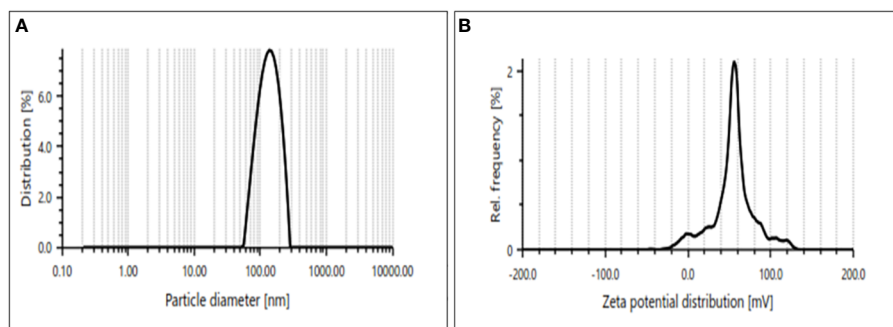 A
Distribution [%]
6.0
4.0
2.0
0.0
0.10 1.00 10.00 100.00 1000.00 10000.00
Particle diameter [nm]
B
Rel. frequency [%]
2
0
-200.0 -100.0 0.0 100.0 200.0
Zeta potential distribution [mV]